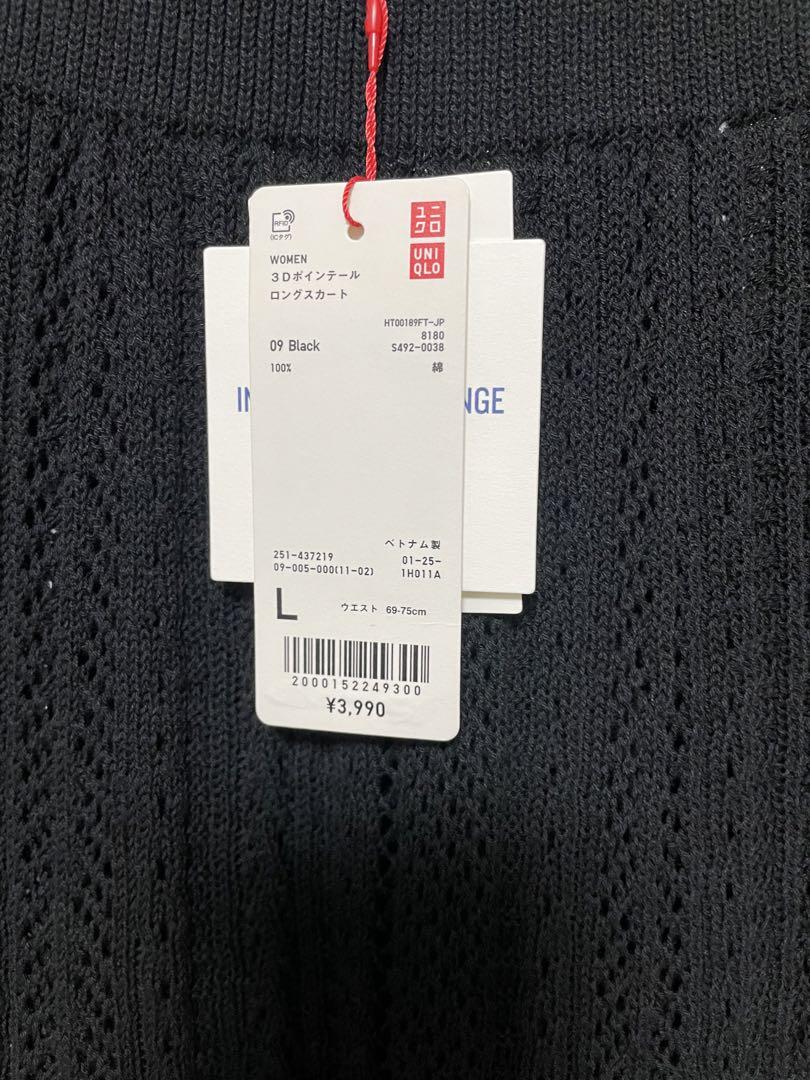 RFID
(ICタグ)
ユニ
クロ
UNI
QLO
WOMEN
3Dポインテール
ロングスカート
HT00189FT-JP
8180
09 Black
S492-0038
100%
綿
IN
NGE
ベトナム製
251-437219
01-25-
09-005-000(11-02)
1H011A
L
ウエスト 69-75cm
2000152249300
¥3,990